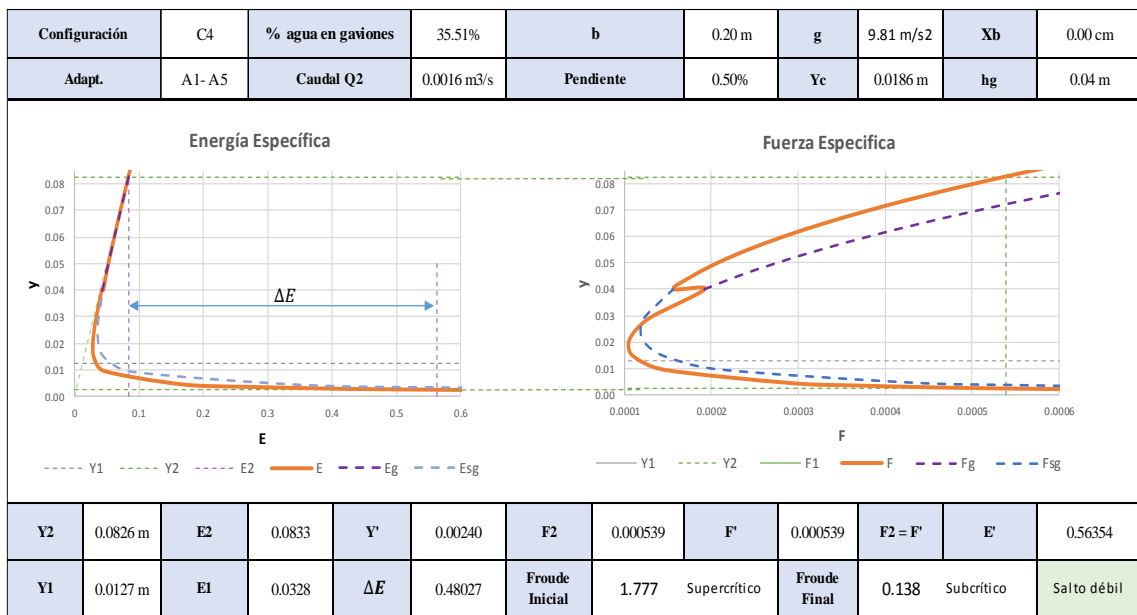 Configuración C4 % agua en gaviones 35.51% b 0.20 m g 9.81 m/s2 Xb 0.00 cm
Adapt. A1- A5 Caudal Q2 0.0016 m3/s Pendiente 0.50% Yc 0.0186 m hg 0.04 m
Energía Específica
0.08
0.07
0.06
0.05
0.04
0.03
0.02
0.01
0.00
y
ΔE
0 0.1 0.2 0.3 0.4 0.5 0.6
E
Y1 Y2 E2 E Eg Esg
Fuerza Especifica
0.08
0.07
0.06
0.05
0.04
0.03
0.02
0.01
0.00
y
0.0001 0.0002 0.0003 0.0004 0.0005 0.0006
F
Y1 Y2 F1 F Fg Fsg
Y2 0.0826 m E2 0.0833 Y' 0.00240 F2 0.000539 F' 0.000539 F2 = F' E' 0.56354
Y1 0.0127 m E1 0.0328 ΔE 0.48027 Froude Inicial 1.777 Supercrítico Froude Final 0.138 Subcrítico Salto débil